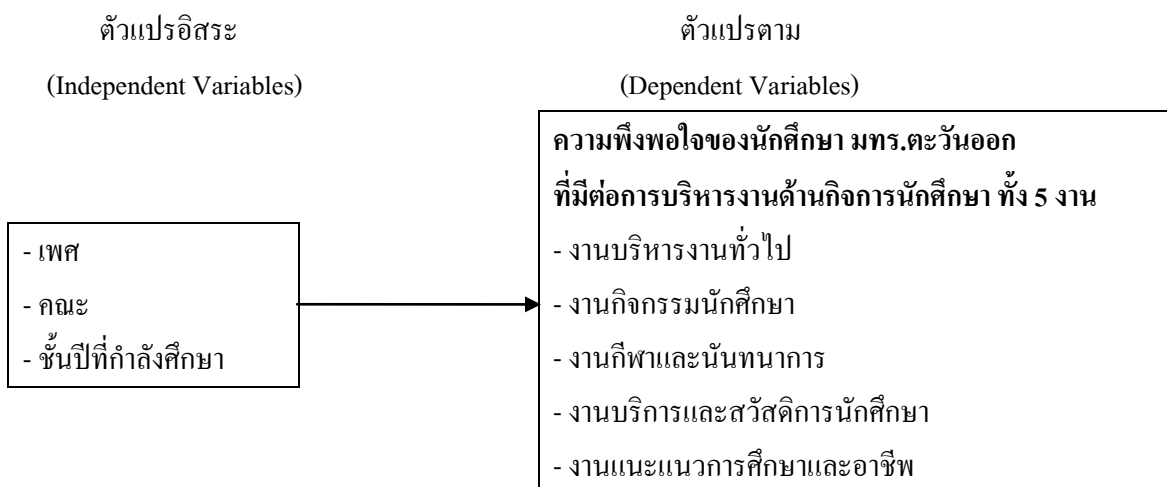 ตัวแปรอิสระ
(Independent Variables)
ตัวแปรตาม
(Dependent Variables)
- เพศ
- คณะ
- ชั้นปีที่กำลังศึกษา
ความพึงพอใจของนักศึกษา มทร.ตะวันออก
ที่มีต่อการบริหารงานด้านกิจการนักศึกษา ทั้ง 5 งาน
- งานบริหารงานทั่วไป
- งานกิจกรรมนักศึกษา
- งานกีฬาและนันทนาการ
- งานบริการและสวัสดิการนักศึกษา
- งานแนะแนวการศึกษาและอาชีพ